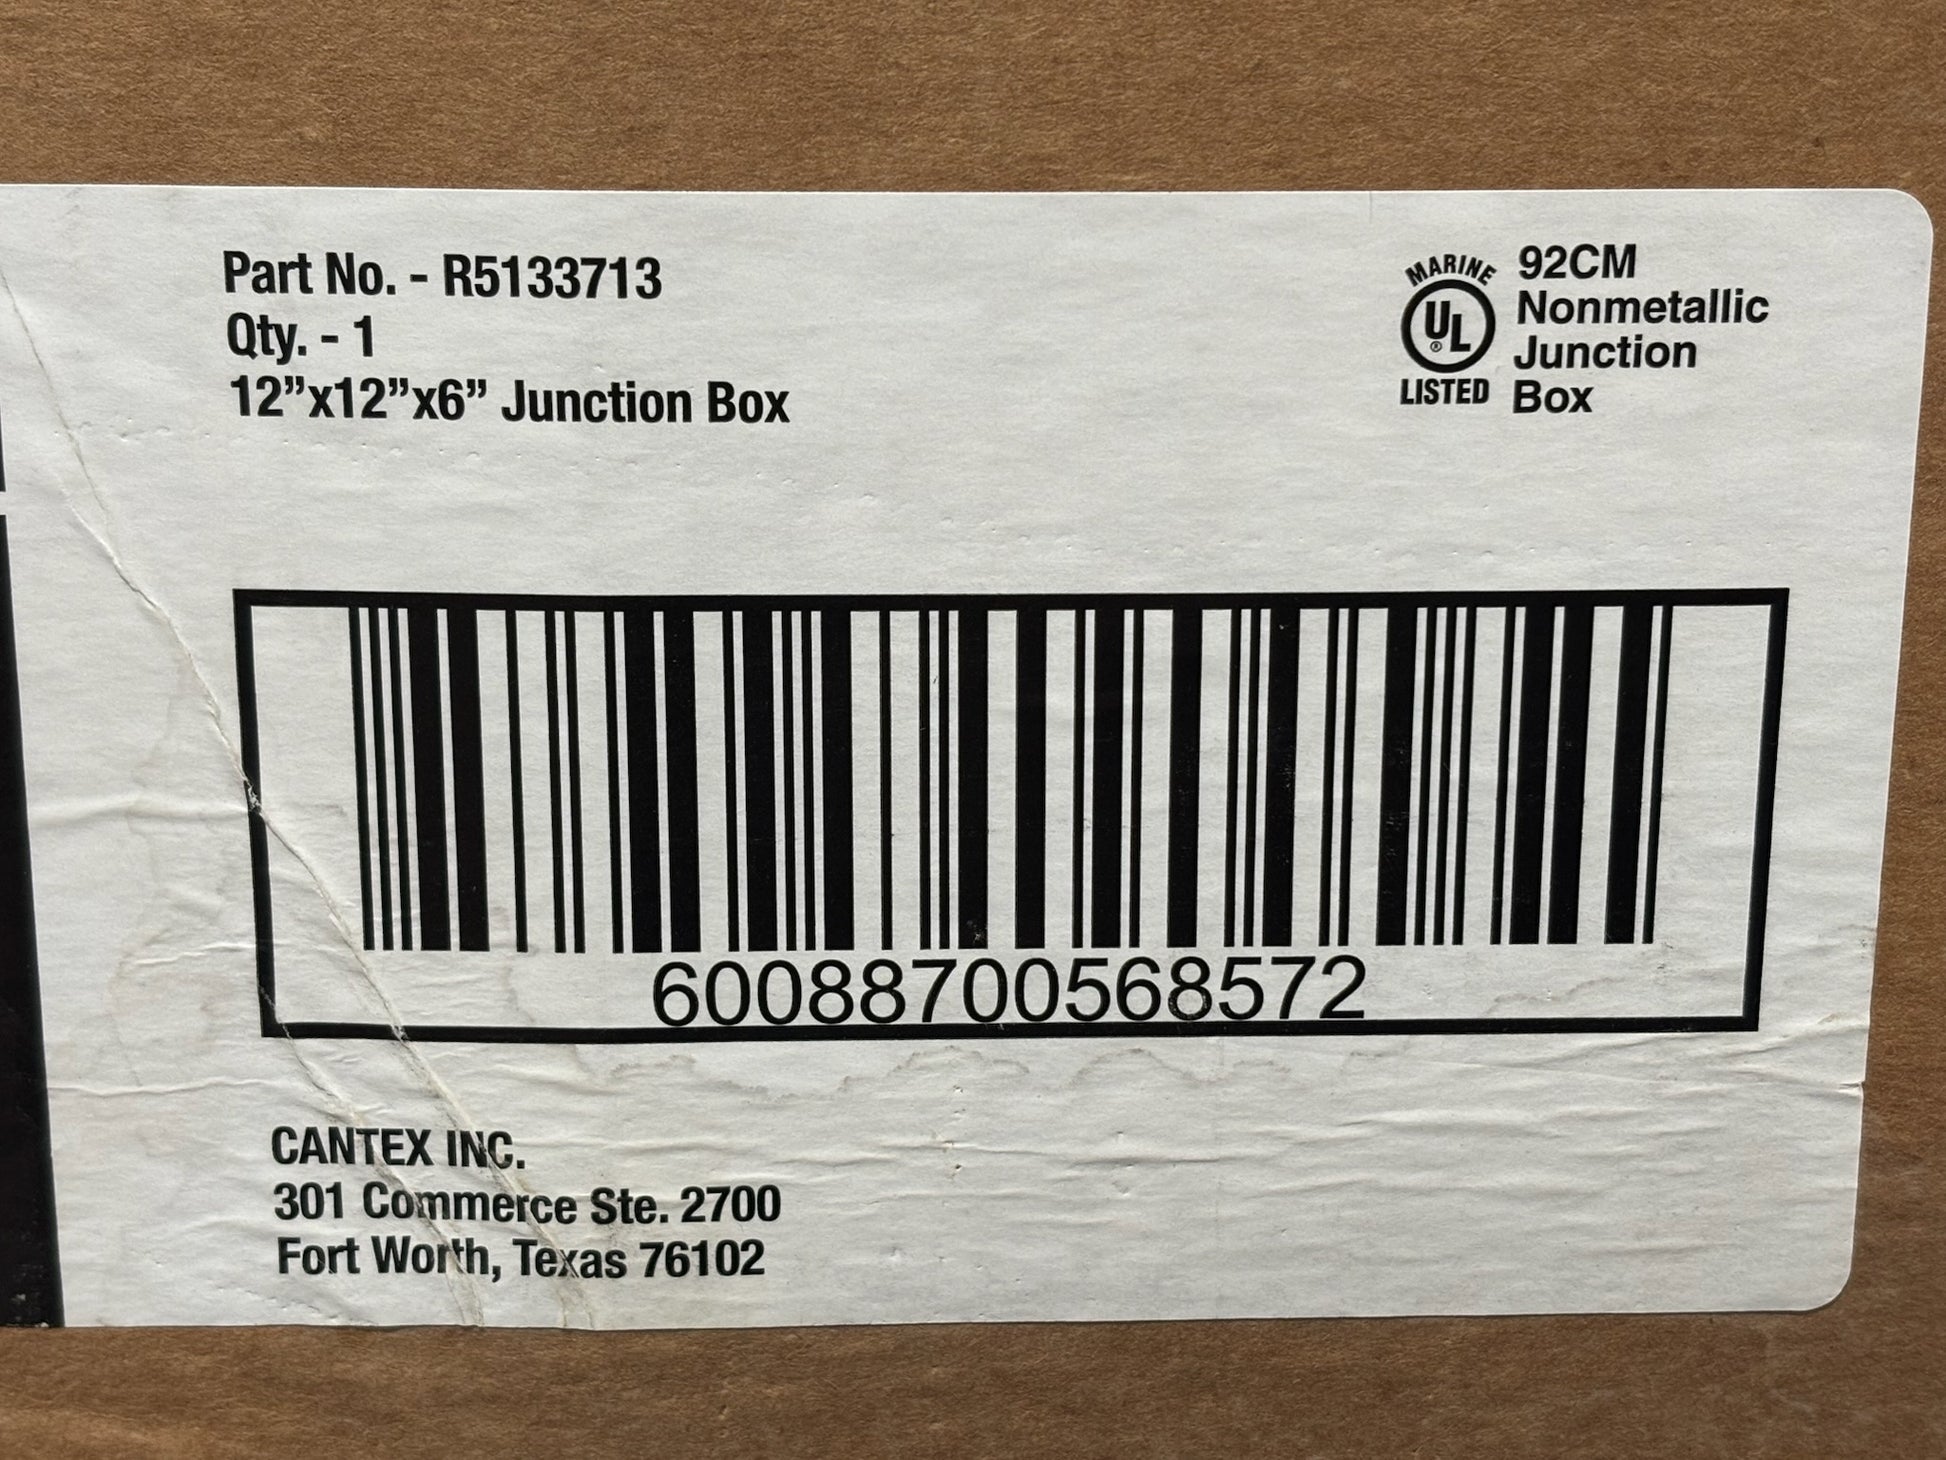 Part No. - R5133713
Qty. - 1
12”x12”x6” Junction Box
MARINE
UL®
LISTED
92CM
Nonmetallic
Junction
Box
60088700568572
CANTEX INC.
301 Commerce Ste. 2700
Fort Worth, Texas 76102